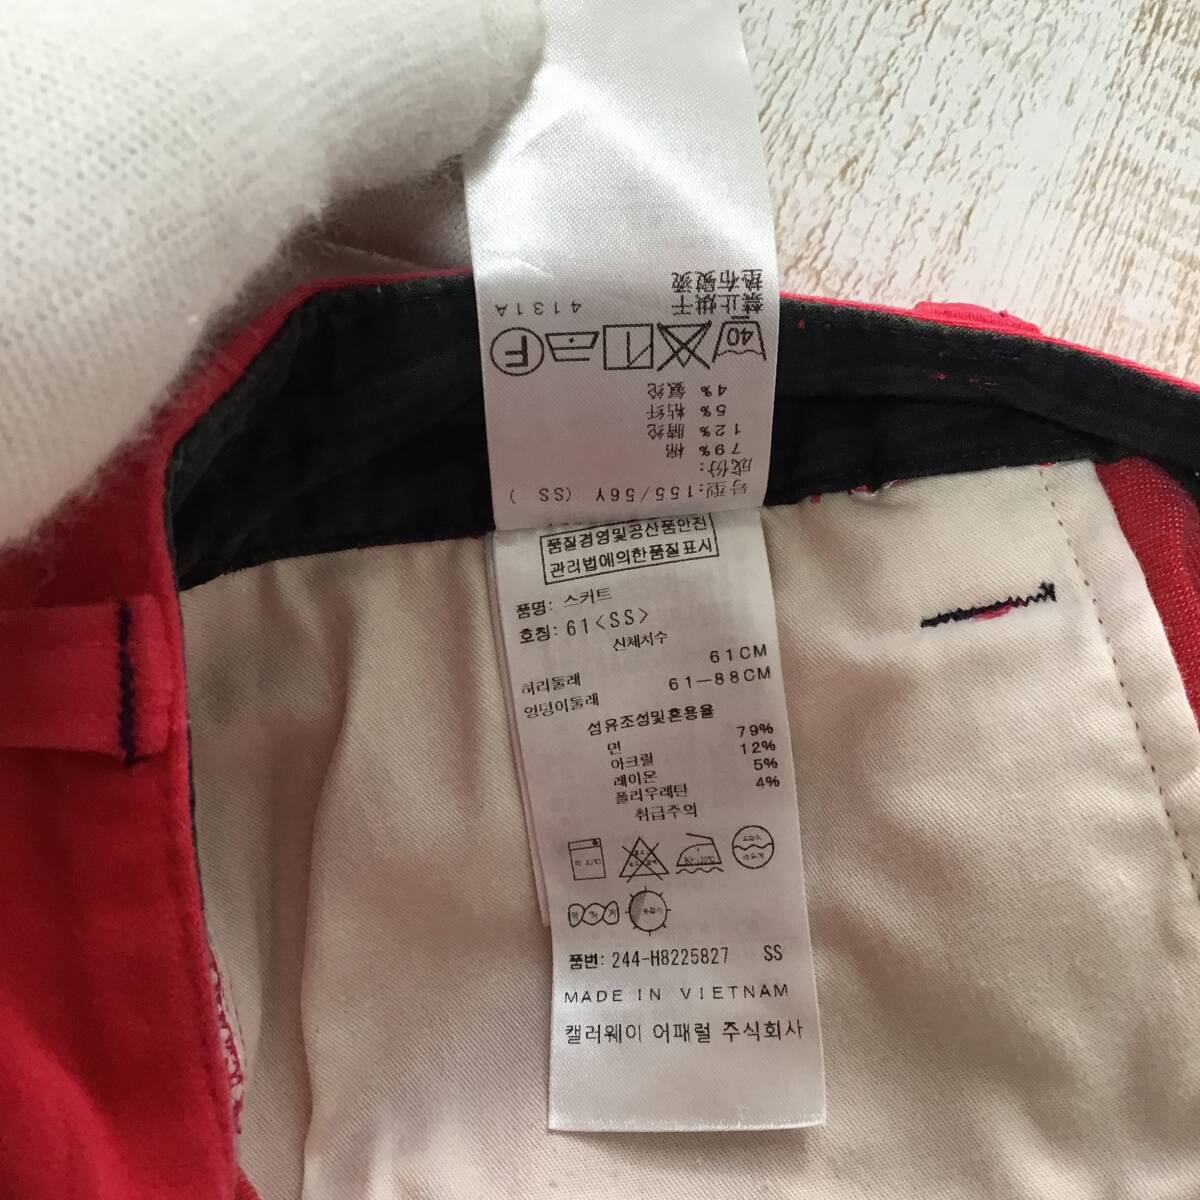 号型:155/56Y (SS )
成份:
79% 棉
12% 腈纶
5% 粘纤
4% 氨纶
40
F
禁止烘干
垫布熨烫
4131A
품질경영및공산품안전
관리법에의한품질표시
품명: 스커트
호칭: 61<SS>
신체치수
허리둘레 61CM
엉덩이둘레 61-88CM
섬유조성및혼용율
면 79%
아크릴 12%
레이온 5%
폴리우레탄 4%
취급주의
품번: 244-H8225827 SS
MADE IN VIETNAM
캘러웨이 어패럴 주식회사